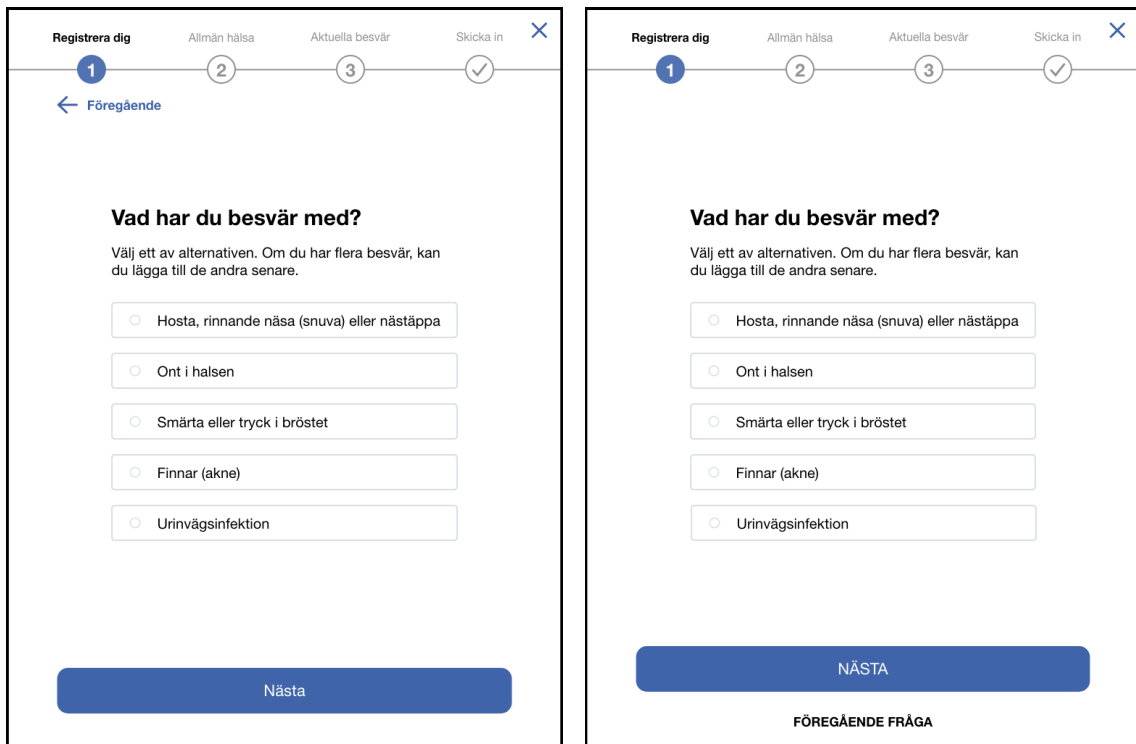 Registrera dig
Allmän hälsa
Aktuella besvär
Skicka in
1
2
3
Föregående
Vad har du besvär med?
Välj ett av alternativen. Om du har flera besvär, kan
du lägga till de andra senare.
Hosta, rinnande näsa (snuva) eller nästäppa
Ont i halsen
Smärta eller tryck i bröstet
Finnar (akne)
Urinvägsinfektion
Nästa
Registrera dig
Allmän hälsa
Aktuella besvär
Skicka in
1
2
3
Vad har du besvär med?
Välj ett av alternativen. Om du har flera besvär, kan
du lägga till de andra senare.
Hosta, rinnande näsa (snuva) eller nästäppa
Ont i halsen
Smärta eller tryck i bröstet
Finnar (akne)
Urinvägsinfektion
NÄSTA
FÖREGÅENDE FRÅGA